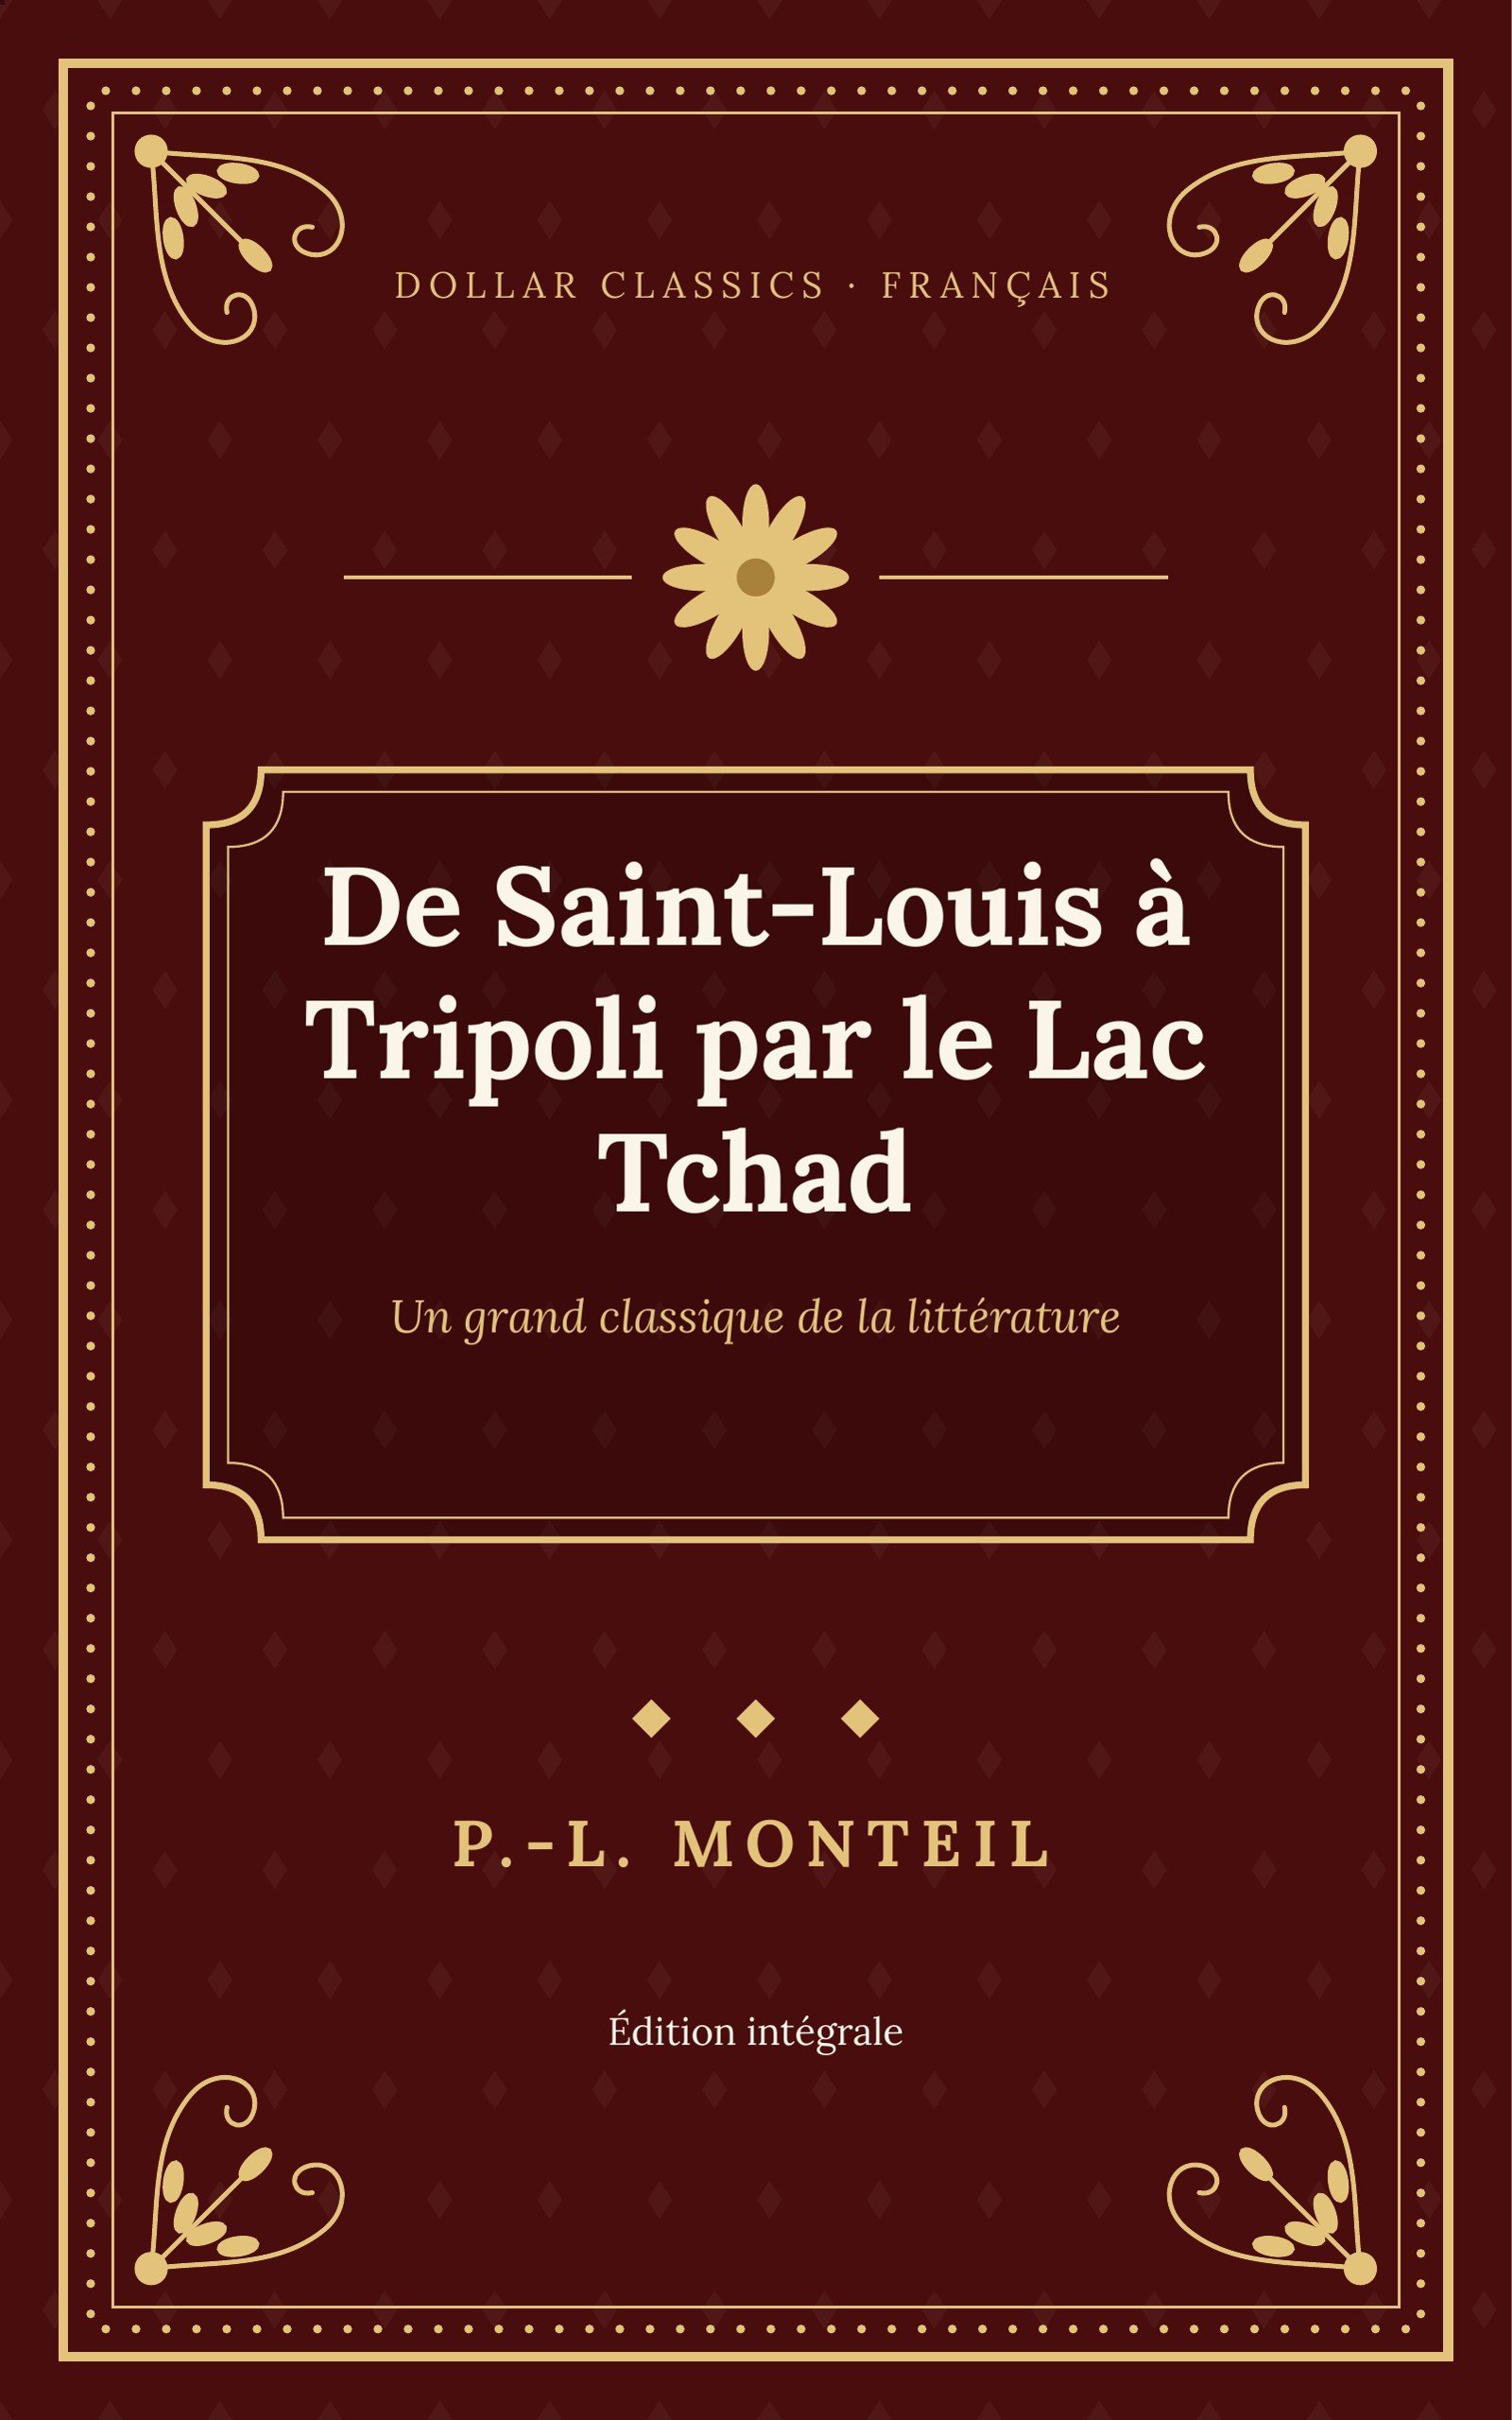 DOLLAR CLASSICS · FRANÇAIS
De Saint-Louis à
Tripoli par le Lac
Tchad
Un grand classique de la littérature
P.-L. MONTEIL
Édition intégrale